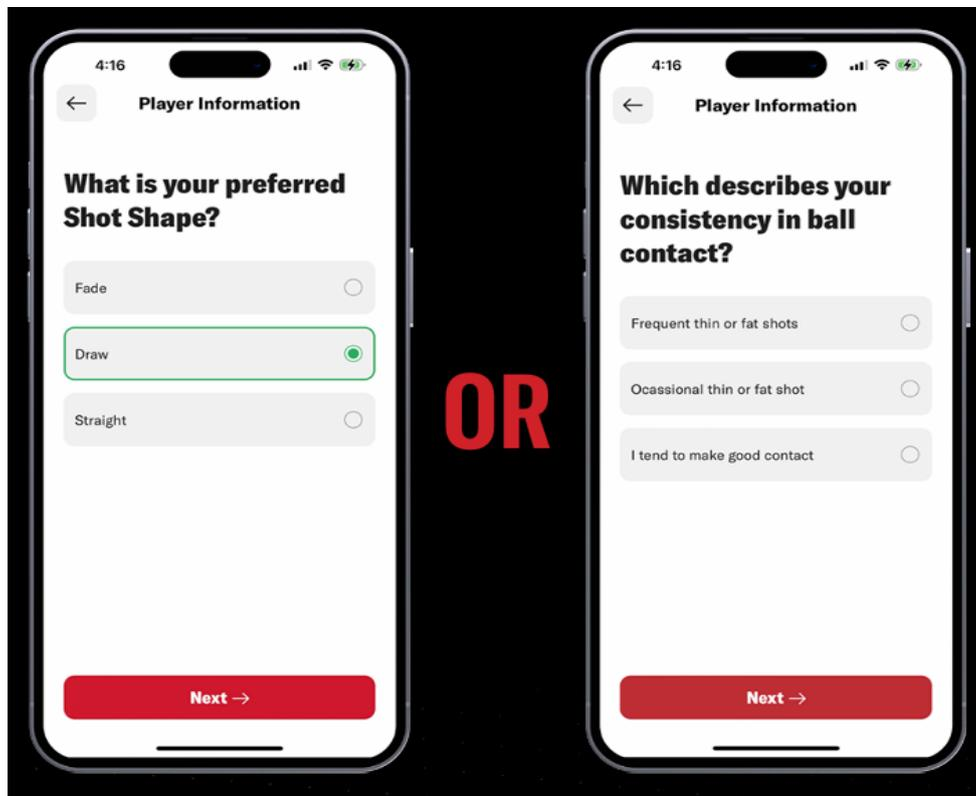 4:16
Player Information
What is your preferred
Shot Shape?
Fade
Draw
Straight
Next →
OR
4:16
Player Information
Which describes your
consistency in ball
contact?
Frequent thin or fat shots
Ocassional thin or fat shot
I tend to make good contact
Next →